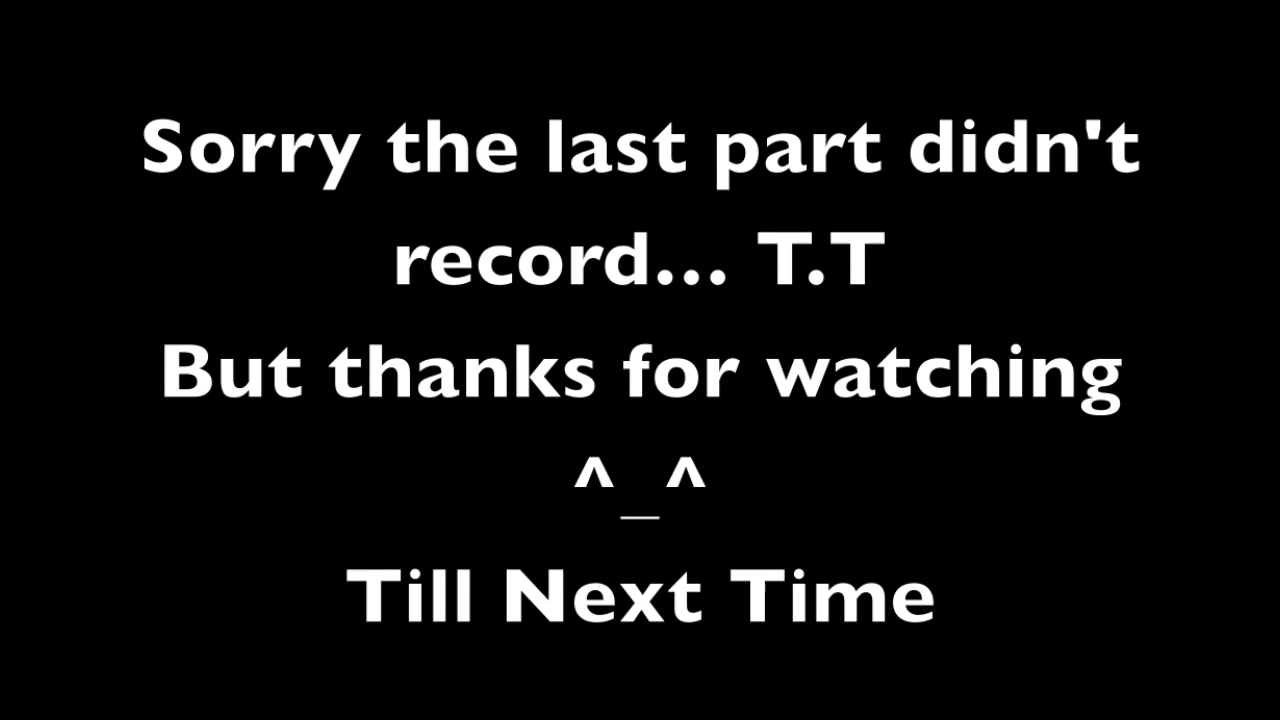 Sorry the last part didn't
record... T.T
But thanks for watching
^_^
Till Next Time